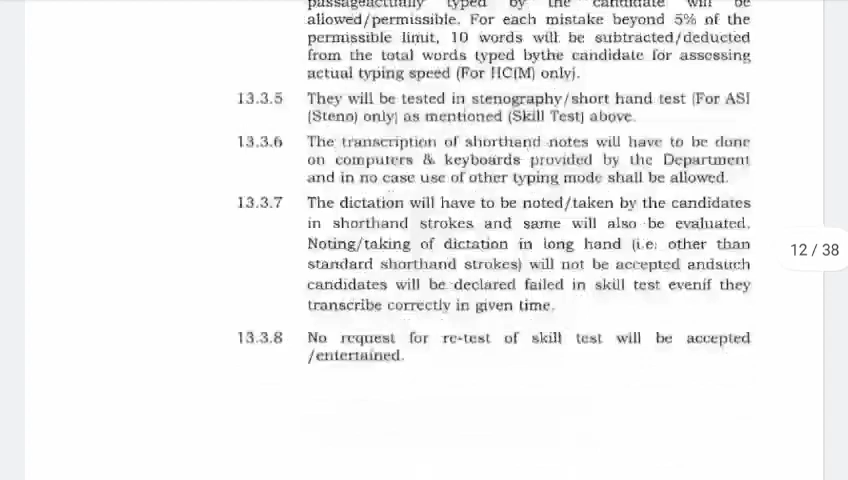 passageactually typed by the candidate will be
allowed/permissible. For each mistake beyond 5% of the
permissible limit, 10 words will be subtracted/deducted
from the total words typed bythe candidate for assessing
actual typing speed (For HC(M) only).
13.3.5 They will be tested in stenography/short hand test (For ASI
(Steno) only) as mentioned (Skill Test) above.
13.3.6 The transcription of shorthand notes will have to be done
on computers & keyboards provided by the Department
and in no case use of other typing mode shall be allowed.
13.3.7 The dictation will have to be noted/taken by the candidates
in shorthand strokes and same will also be evaluated.
Noting/taking of dictation in long hand (i.e. other than
standard shorthand strokes) will not be accepted andsuch
candidates will be declared failed in skill test evenif they
transcribe correctly in given time.
12 / 38
13.3.8 No request for re-test of skill test will be accepted
/entertained.